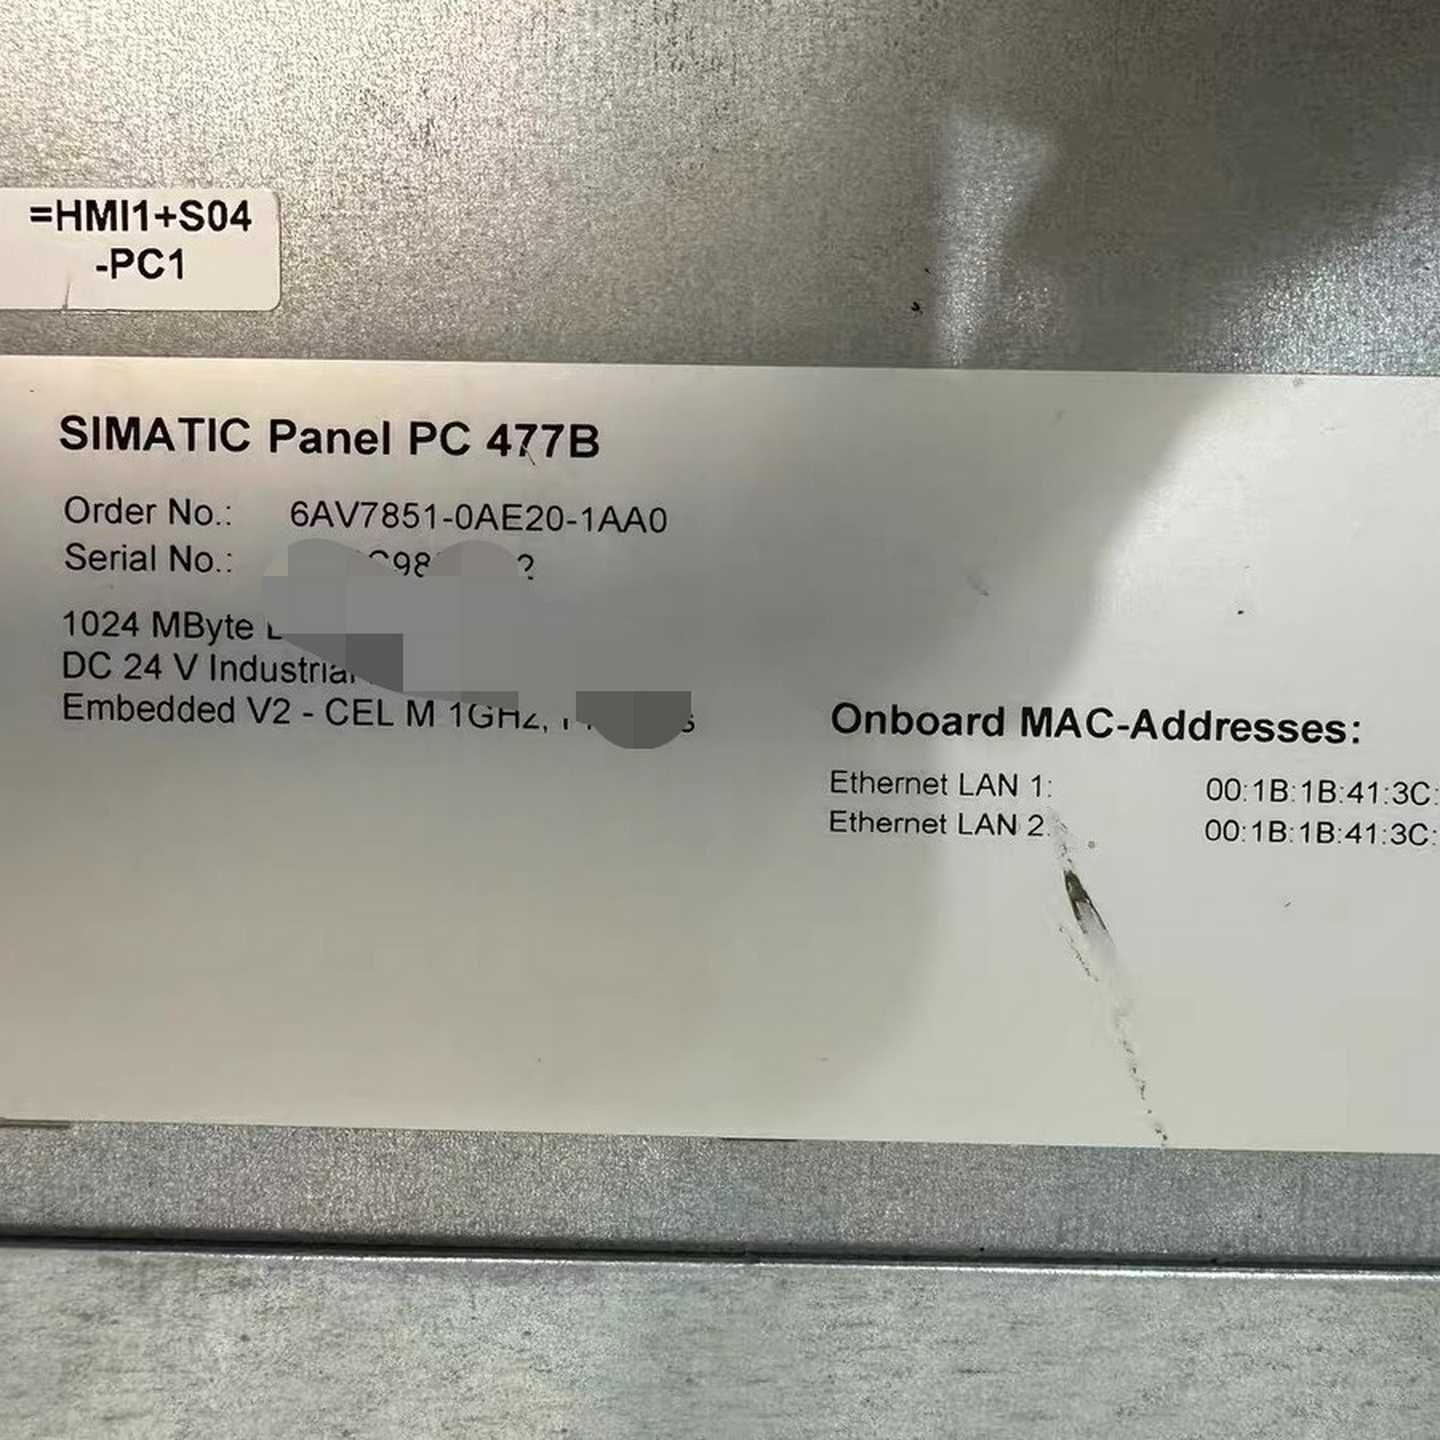 =HMI1+S04
-PC1
SIMATIC Panel PC 477B
Order No.: 6AV7851-0AE20-1AA0
Serial No.:
1024 MByte
DC 24 V Industrial
Embedded V2 - CEL M 1GHz,
Onboard MAC-Addresses:
Ethernet LAN 1: 00:1B:1B:41:3C:
Ethernet LAN 2: 00:1B:1B:41:3C: